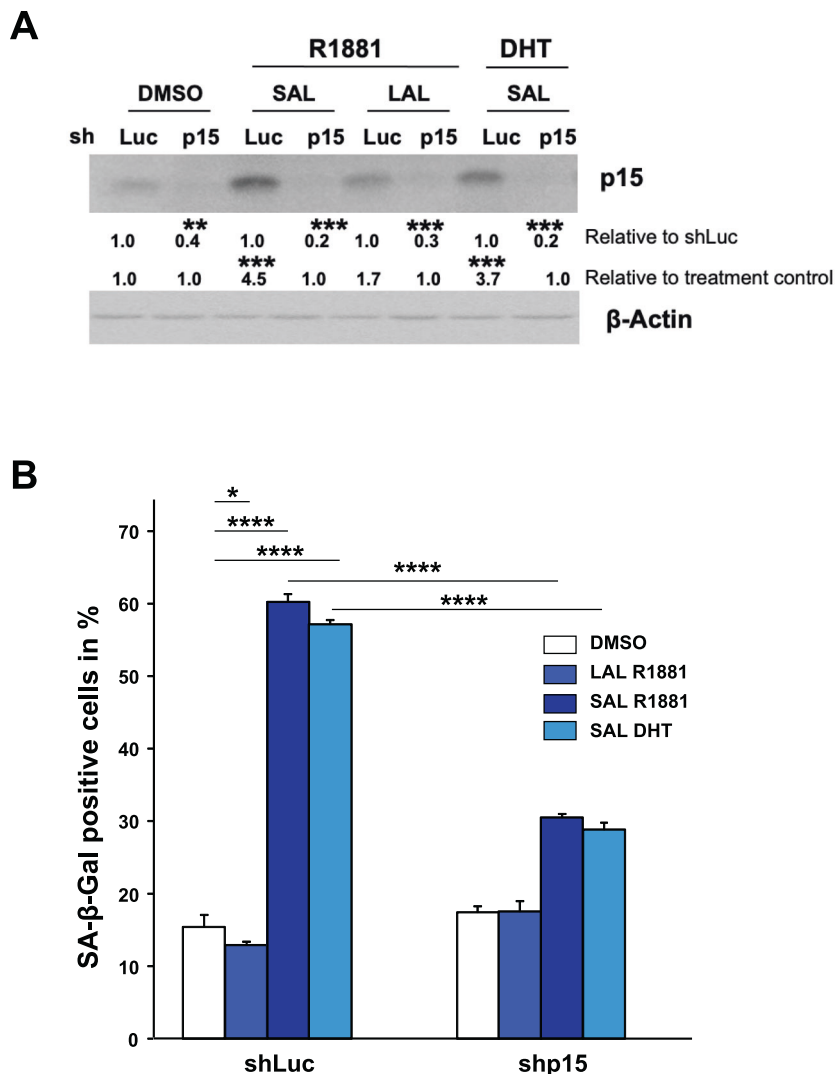 A
R1881 DHT
DMSO SAL LAL SAL
sh Luc p15 Luc p15 Luc p15 Luc p15
p15
** *** *** ***
1.0 0.4 1.0 0.2 1.0 0.3 1.0 0.2 Relative to shLuc
*** ***
1.0 1.0 4.5 1.0 1.7 1.0 3.7 1.0 Relative to treatment control
β-Actin
B
*
****
****
****
****
SA-β-Gal positive cells in %
70
60
50
40
30
20
10
0
DMSO
LAL R1881
SAL R1881
SAL DHT
shLuc shp15